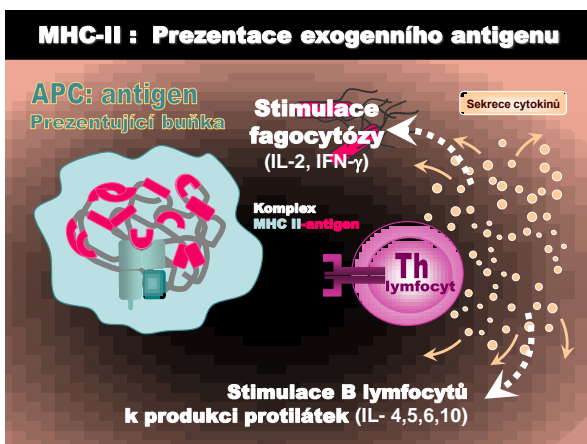 MHC-II : Prezentace exogenního antigenu
APC: antigen
Prezentující buňka
Stimulace
fagocytózy
(IL-2, IFN-γ)
Sekrece cytokinů
Komplex
MHC II-antigen
Th
lymfocyt
Stimulace B lymfocytů
k produkci protilátek (IL- 4,5,6,10)